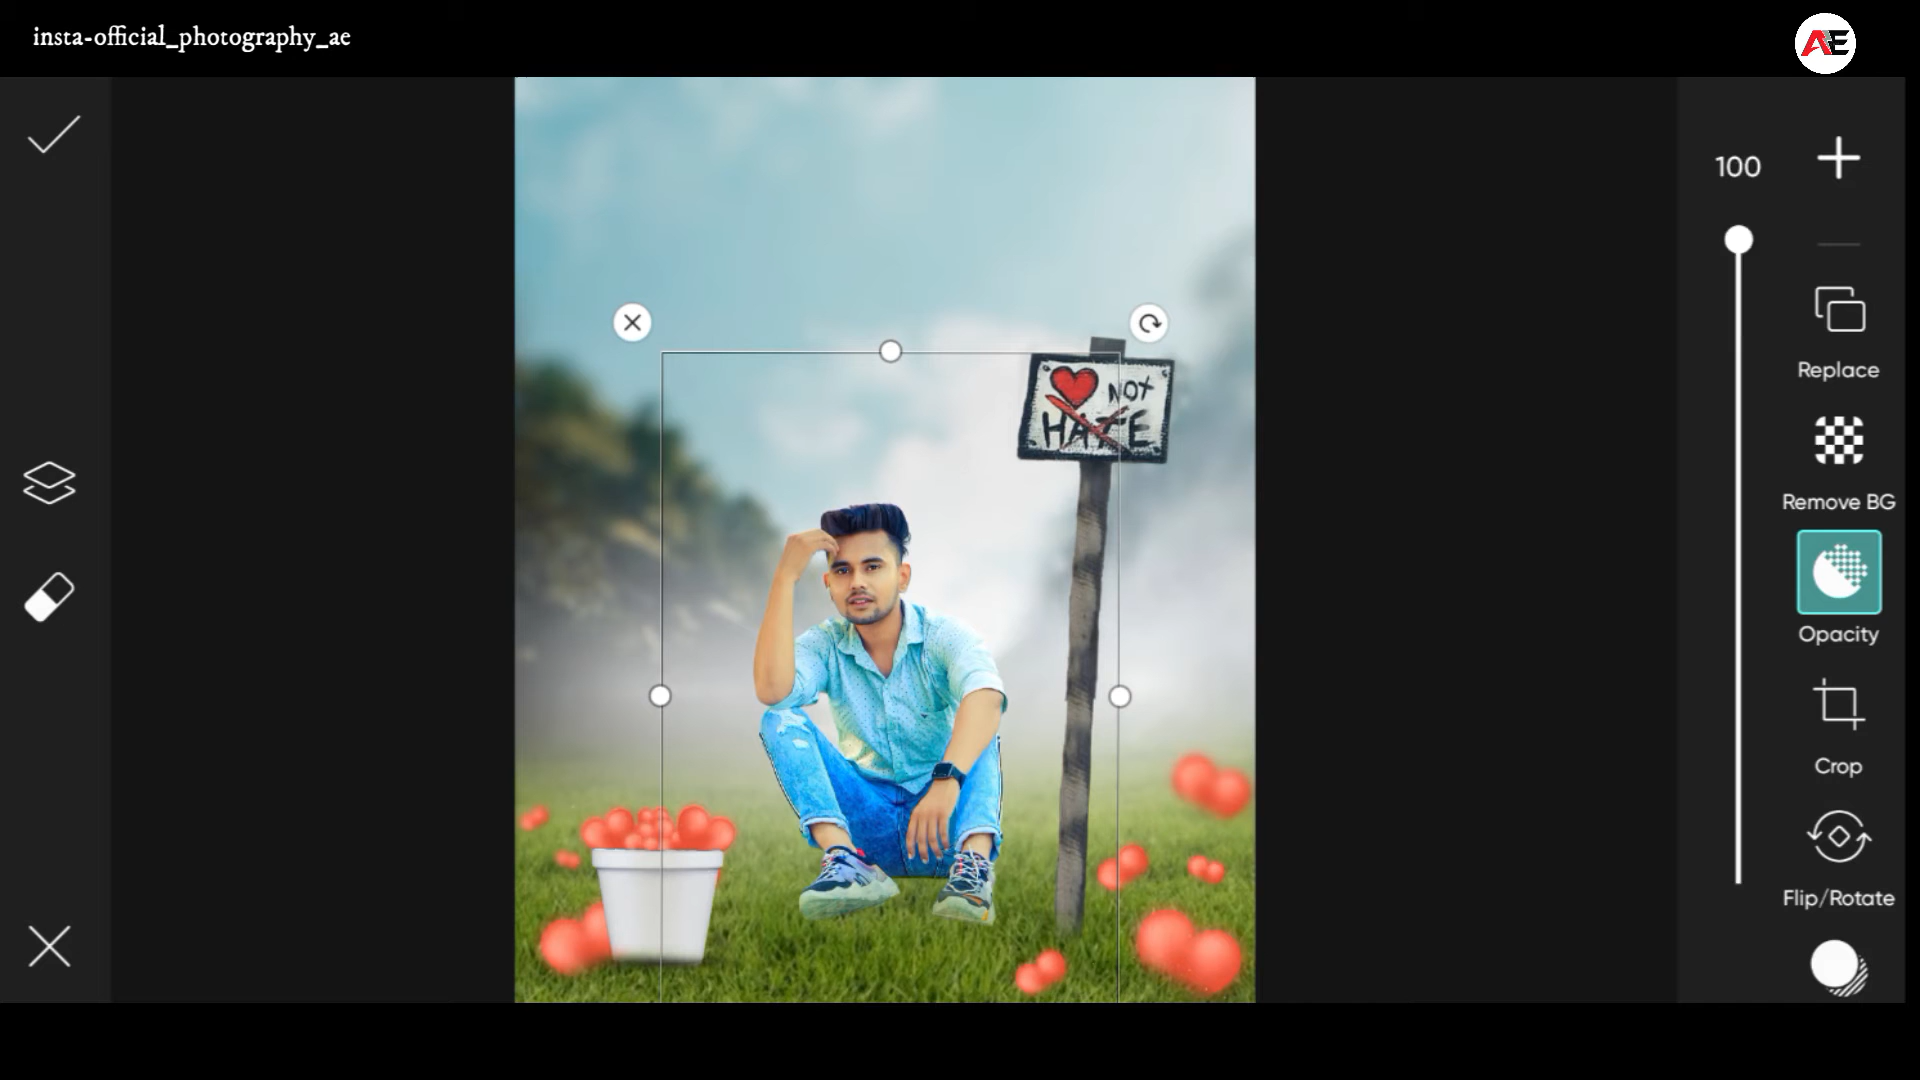 insta-official_photography_ae
AE
100
NOT
HATE
Replace
Remove BG
Opacity
Crop
Flip/Rotate